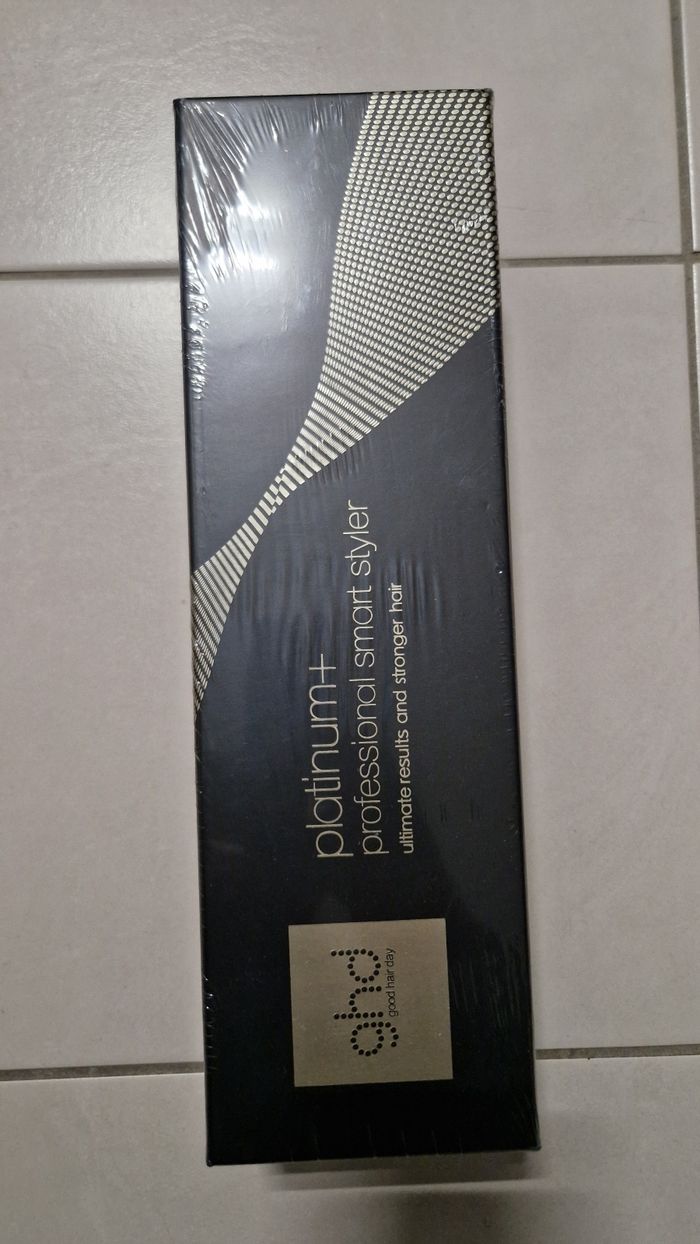 platinum+
professional smart styler
ultimate results and stronger hair
ghd
good hair day